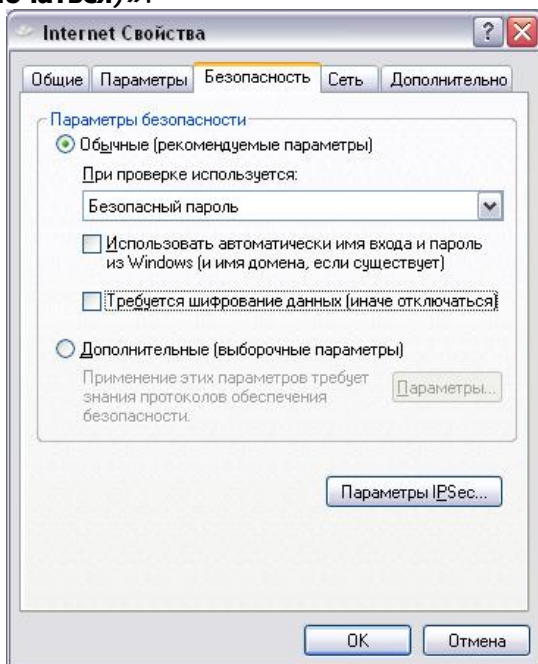 Internet Свойства
Общие Параметры Безопасность Сеть Дополнительно
Параметры безопасности
Обычные (рекомендуемые параметры)
При проверке используется:
Безопасный пароль
Использовать автоматически имя входа и пароль
из Windows (и имя домена, если существует)
Требуется шифрование данных (иначе отключаться)
Дополнительные (выборочные параметры)
Применение этих параметров требует
знания протоколов обеспечения
безопасности.
Параметры...
Параметры IPSec...
OK Отмена